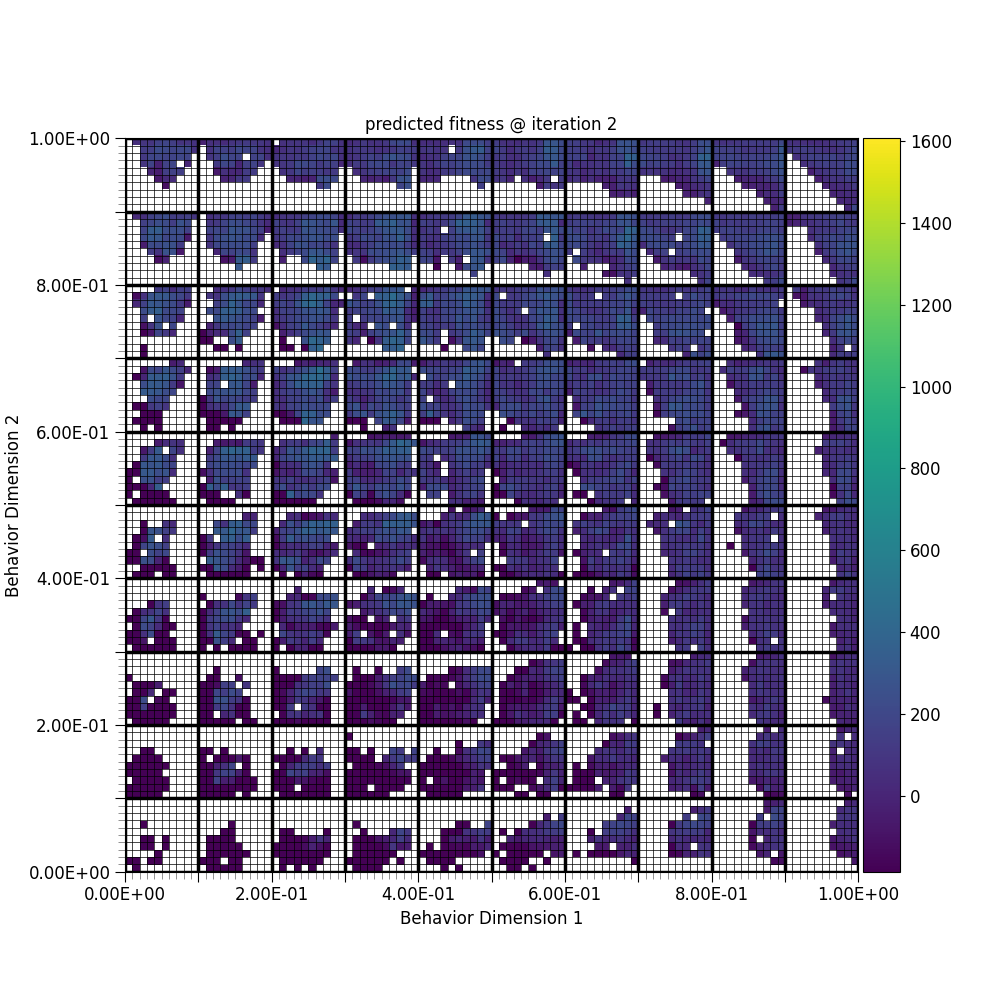 predicted fitness @ iteration 2
1.00E+00
8.00E-01
6.00E-01
4.00E-01
2.00E-01
0.00E+00
Behavior Dimension 2
0.00E+00 2.00E-01 4.00E-01 6.00E-01 8.00E-01 1.00E+00
Behavior Dimension 1
1600
1400
1200
1000
800
600
400
200
0